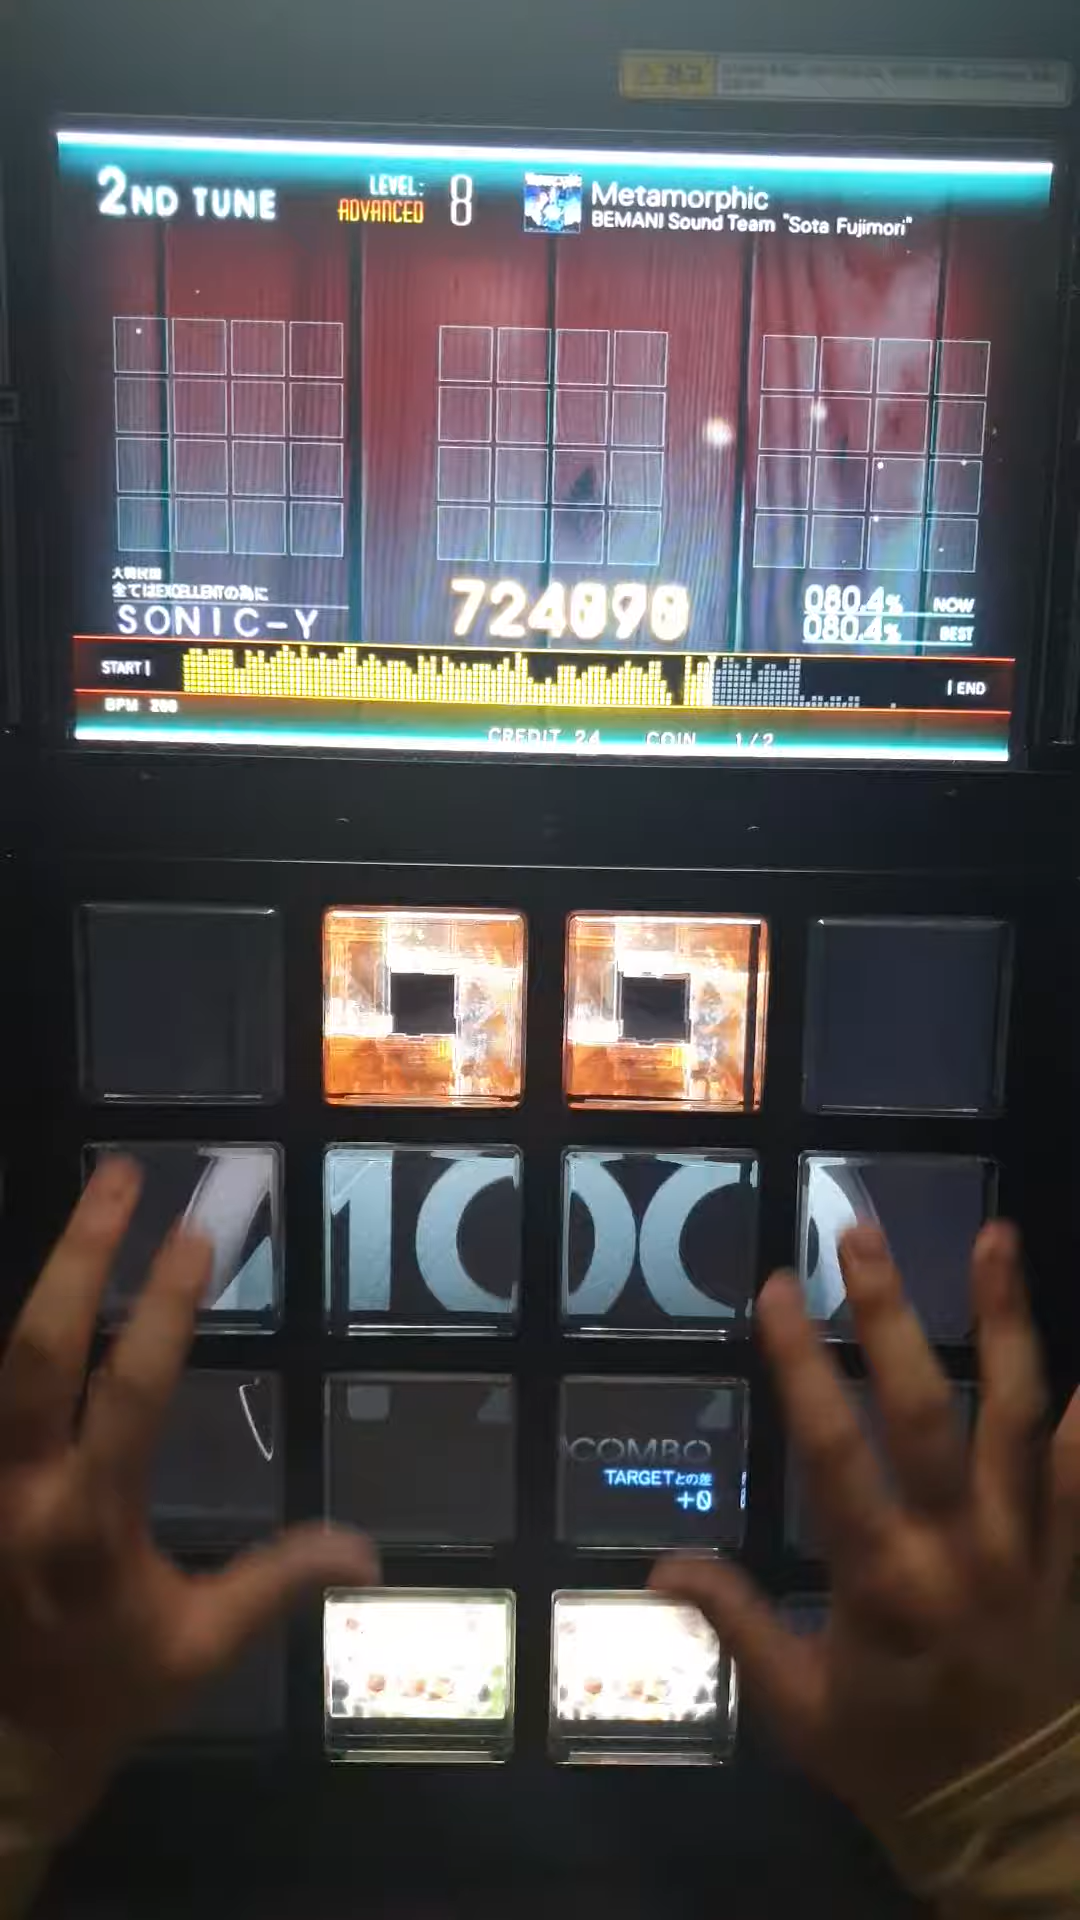 경고
2ND TUNE
LEVEL:
ADVANCED
8
Metamorphic
BEMANI Sound Team "Sota Fujimori"
全てはEXCELLENTの為に
SONIC-Y
724090
080.4% NOW
080.4% BEST
START
END
BPM 200
CREDIT 24 COIN 1/2
100
COMBO
TARGETとの差
+0